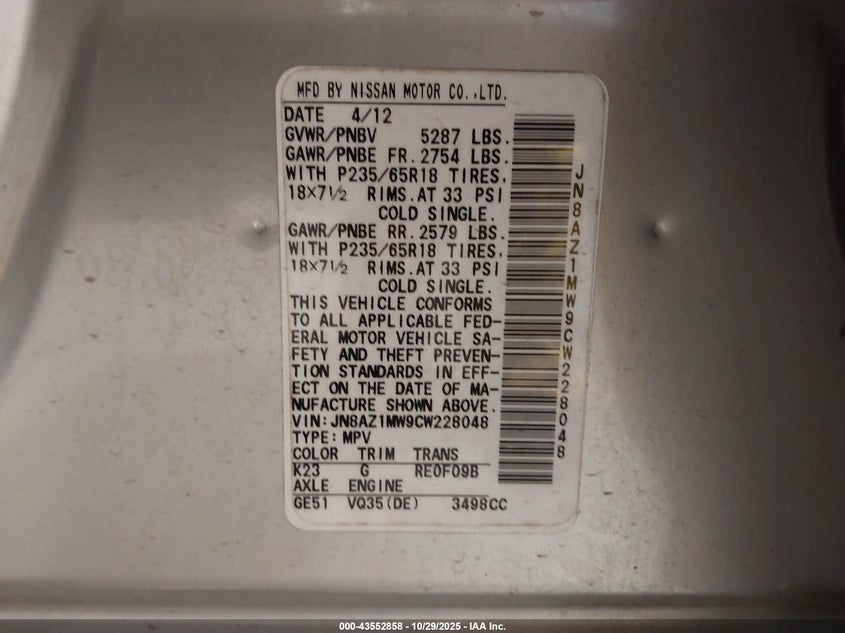 MFD BY NISSAN MOTOR CO.,LTD.
DATE 4/12
GVWR/PNBV 5287 LBS.
GAWR/PNBE FR. 2754 LBS.
WITH P235/65R18 TIRES,
18×7½ RIMS.AT 33 PSI
COLD SINGLE.
GAWR/PNBE RR. 2579 LBS.
WITH P235/65R18 TIRES,
18×7½ RIMS.AT 33 PSI
COLD SINGLE.
THIS VEHICLE CONFORMS
TO ALL APPLICABLE FED-
ERAL MOTOR VEHICLE SA-
FETY AND THEFT PREVEN-
TION STANDARDS IN EFF-
ECT ON THE DATE OF MA-
NUFACTURE SHOWN ABOVE.
VIN:JN8AZ1MW9CW228048
TYPE:MPV
COLOR TRIM TRANS
K23 G RE0F09B
AXLE ENGINE
GE51 VQ35(DE) 3498CC
JN8AZ1MW9CW228048
000-43552858 - 10/29/2025 - IAA Inc.